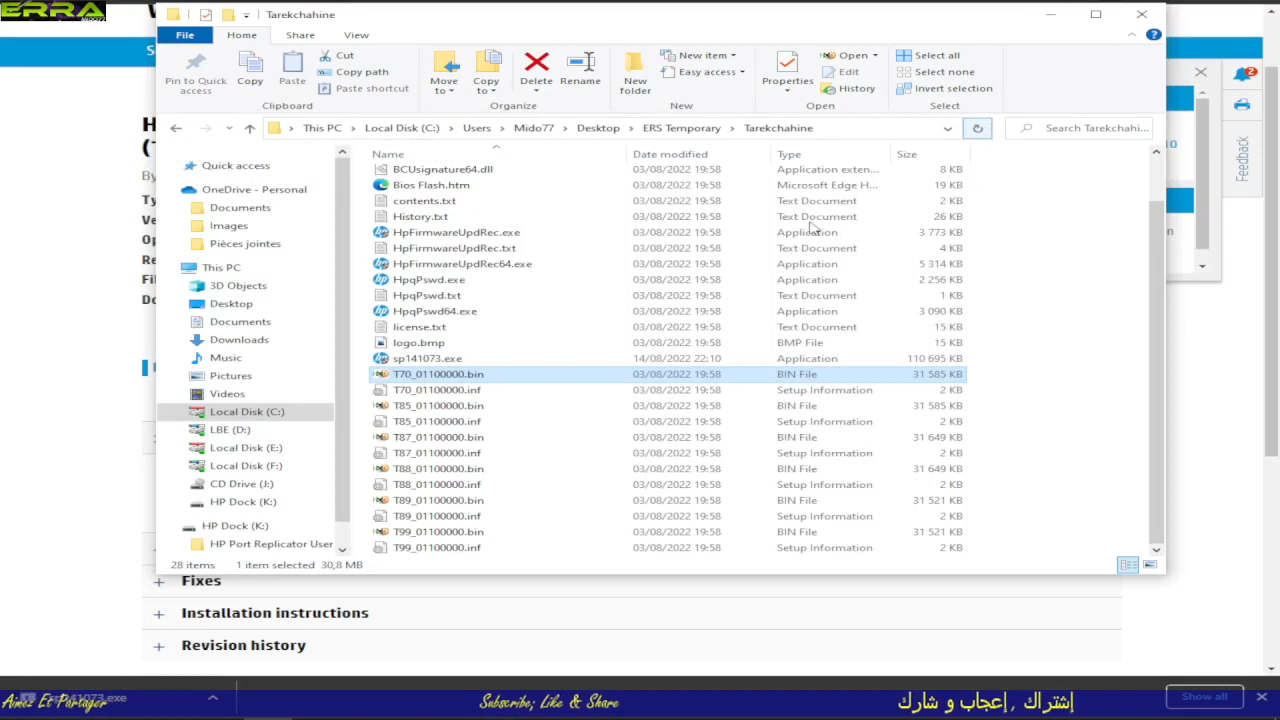 ERRA
MIDO77
Tarekchahine
File
Home
Share
View
Pin to Quick access
Copy
Paste
Cut
Copy path
Paste shortcut
Move to
Copy to
Delete
Rename
New folder
New item
Easy access
Properties
Open
Edit
History
Select all
Select none
Invert selection
Clipboard
Organize
New
Open
Select
This PC > Local Disk (C:) > Users > Mido77 > Desktop > ERS Temporary > Tarekchahine
Search Tarekchahi...
Quick access
OneDrive - Personal
Documents
Images
Pièces jointes
This PC
3D Objects
Desktop
Documents
Downloads
Music
Pictures
Videos
Local Disk (C:)
LBE (D:)
Local Disk (E:)
Local Disk (F:)
CD Drive (J:)
HP Dock (K:)
HP Dock (K:)
HP Port Replicator User
Name Date modified Type Size
BCUsignature64.dll 03/08/2022 19:58 Application exten... 8 KB
Bios Flash.htm 03/08/2022 19:58 Microsoft Edge H... 19 KB
contents.txt 03/08/2022 19:58 Text Document 2 KB
History.txt 03/08/2022 19:58 Text Document 26 KB
HpFirmwareUpdRec.exe 03/08/2022 19:58 Application 3 773 KB
HpFirmwareUpdRec.txt 03/08/2022 19:58 Text Document 4 KB
HpFirmwareUpdRec64.exe 03/08/2022 19:58 Application 5 314 KB
HpqPswd.exe 03/08/2022 19:58 Application 2 256 KB
HpqPswd.txt 03/08/2022 19:58 Text Document 1 KB
HpqPswd64.exe 03/08/2022 19:58 Application 3 090 KB
license.txt 03/08/2022 19:58 Text Document 15 KB
logo.bmp 03/08/2022 19:58 BMP File 15 KB
sp141073.exe 14/08/2022 22:10 Application 110 695 KB
T70_01100000.bin 03/08/2022 19:58 BIN File 31 585 KB
T70_01100000.inf 03/08/2022 19:58 Setup Information 2 KB
T85_01100000.bin 03/08/2022 19:58 BIN File 31 585 KB
T85_01100000.inf 03/08/2022 19:58 Setup Information 2 KB
T87_01100000.bin 03/08/2022 19:58 BIN File 31 649 KB
T87_01100000.inf 03/08/2022 19:58 Setup Information 2 KB
T88_01100000.bin 03/08/2022 19:58 BIN File 31 649 KB
T88_01100000.inf 03/08/2022 19:58 Setup Information 2 KB
T89_01100000.bin 03/08/2022 19:58 BIN File 31 521 KB
T89_01100000.inf 03/08/2022 19:58 Setup Information 2 KB
T99_01100000.bin 03/08/2022 19:58 BIN File 31 521 KB
T99_01100000.inf 03/08/2022 19:58 Setup Information 2 KB
28 items 1 item selected 30,8 MB
2
Feedback
Fixes
Installation instructions
Revision history
Aimez Et Partager
Subscribe; Like & Share
إشتراك ,إعجاب و شارك
Show all